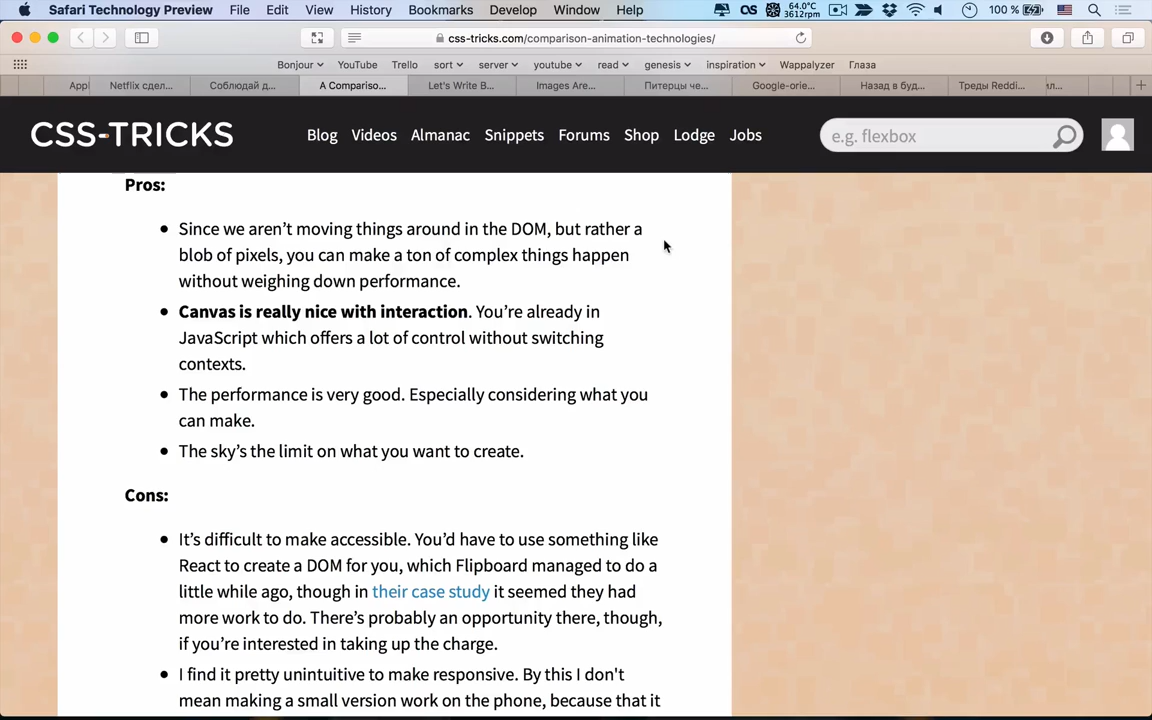 Safari Technology Preview File Edit View History Bookmarks Develop Window Help OS 64.0°C 3612rpm 100 %
css-tricks.com/comparison-animation-technologies/
Bonjour YouTube Trello sort server youtube read genesis inspiration Wappalyzer Глаза
Appl Netflix сдел... Соблюдай д... A Compariso... Let's Write B... Images Are... Питерцы че... Google-orie... Назад в буд... Треды Reddi... ил...
CSS-TRICKS Blog Videos Almanac Snippets Forums Shop Lodge Jobs e.g. flexbox
Pros:
Since we aren't moving things around in the DOM, but rather a
blob of pixels, you can make a ton of complex things happen
without weighing down performance.
Canvas is really nice with interaction. You're already in
JavaScript which offers a lot of control without switching
contexts.
The performance is very good. Especially considering what you
can make.
The sky's the limit on what you want to create.
Cons:
It's difficult to make accessible. You'd have to use something like
React to create a DOM for you, which Flipboard managed to do a
little while ago, though in their case study it seemed they had
more work to do. There's probably an opportunity there, though,
if you're interested in taking up the charge.
I find it pretty unintuitive to make responsive. By this I don't
mean making a small version work on the phone, because that it